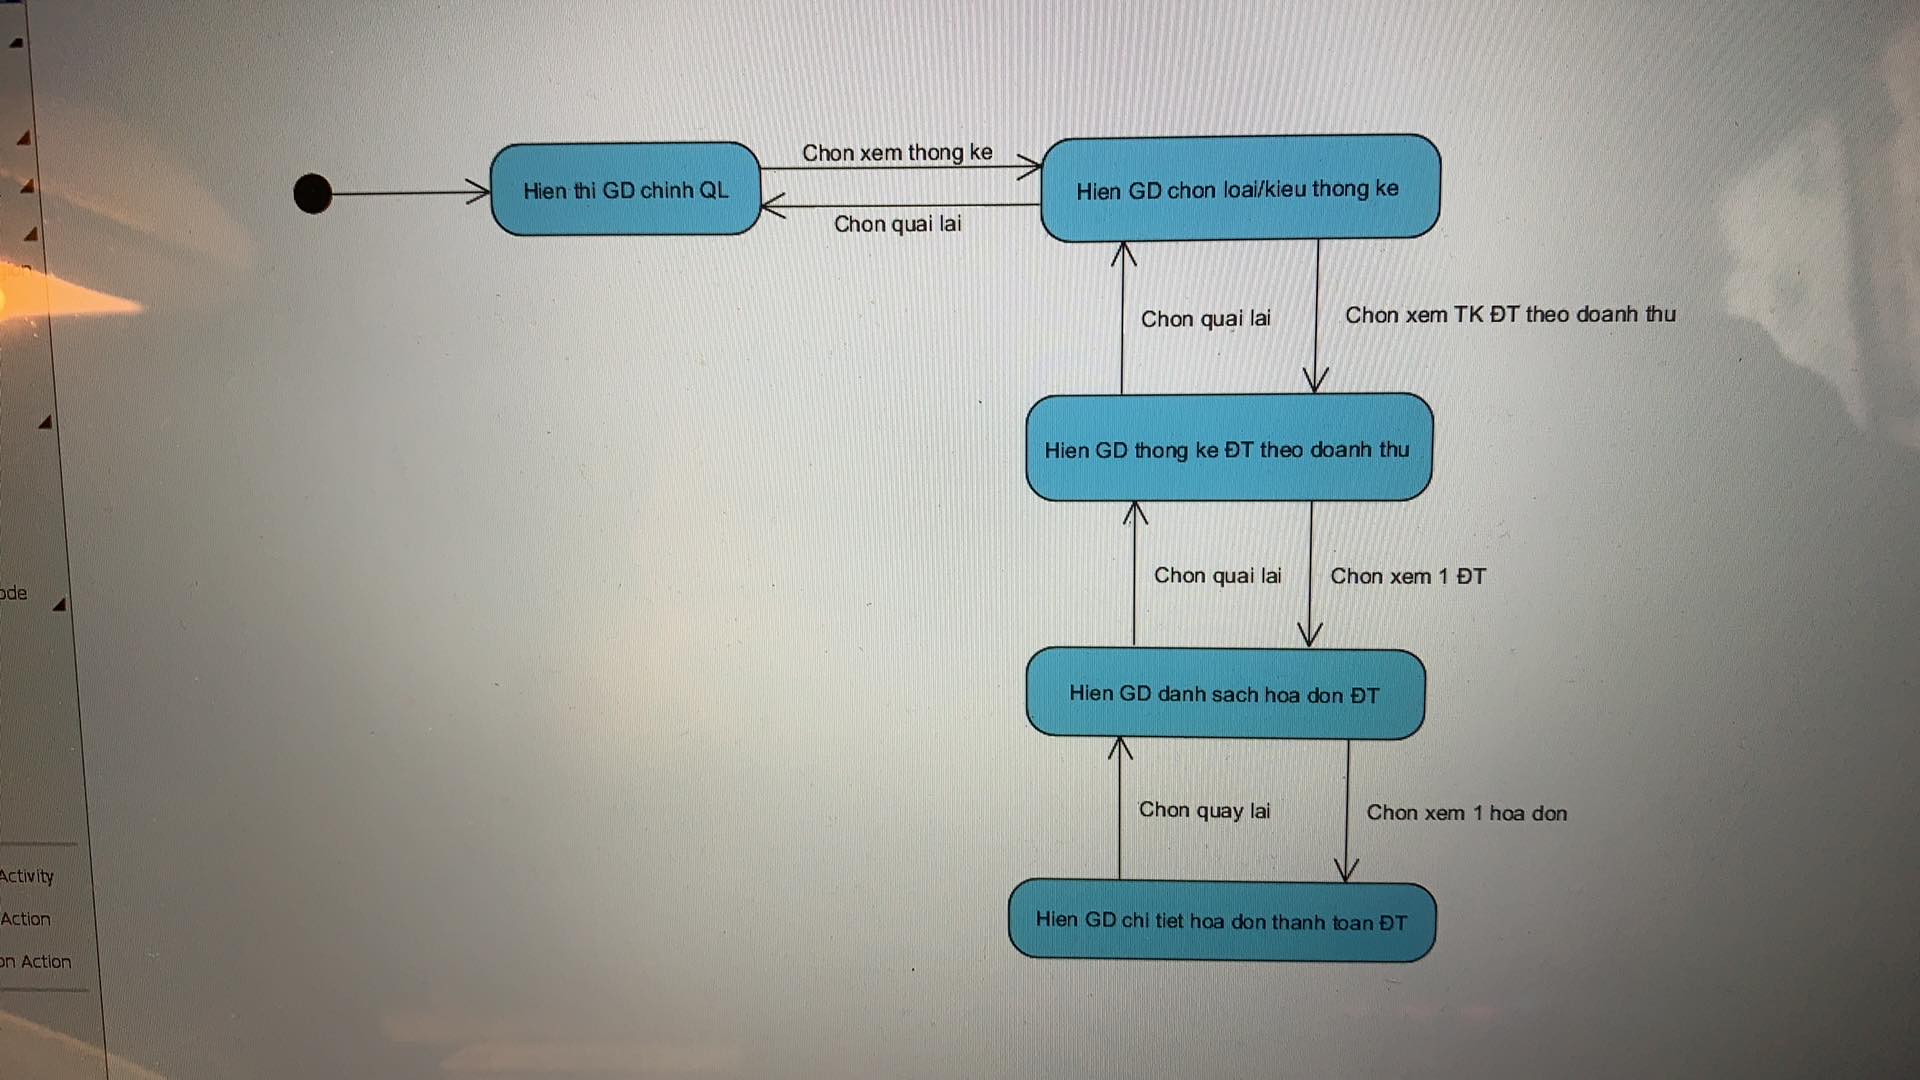 Chon xem thong ke
Hien thi GD chinh QL
Hien GD chon loai/kieu thong ke
Chon quai lai
Chon quai lai
Chon xem TK ĐT theo doanh thu
Hien GD thong ke ĐT theo doanh thu
Chon quai lai
Chon xem 1 ĐT
Hien GD danh sach hoa don ĐT
Chon quay lai
Chon xem 1 hoa don
Hien GD chi tiet hoa don thanh toan ĐT
Activity
Action
Action